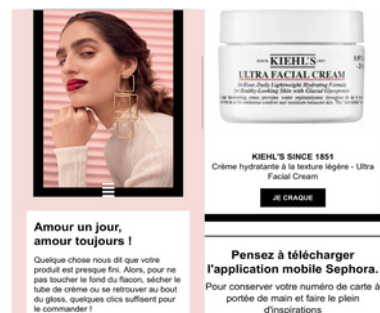 Amour un jour,
amour toujours !
Quelque chose nous dit que votre
produit est presque fini. Alors, pour ne
pas toucher le fond du flacon, sécher le
tube de crème ou se retrouver au bout
du gloss, quelques clics suffisent pour
le commander !
KIEHL'S
ULTRA FACIAL CREAM
KIEHL'S SINCE 1851
Crème hydratante à la texture légère - Ultra
Facial Cream
JE CRAQUE
Pensez à télécharger
l'application mobile Sephora.
Pour conserver votre numéro de carte à
portée de main et faire le plein
d'inspirations